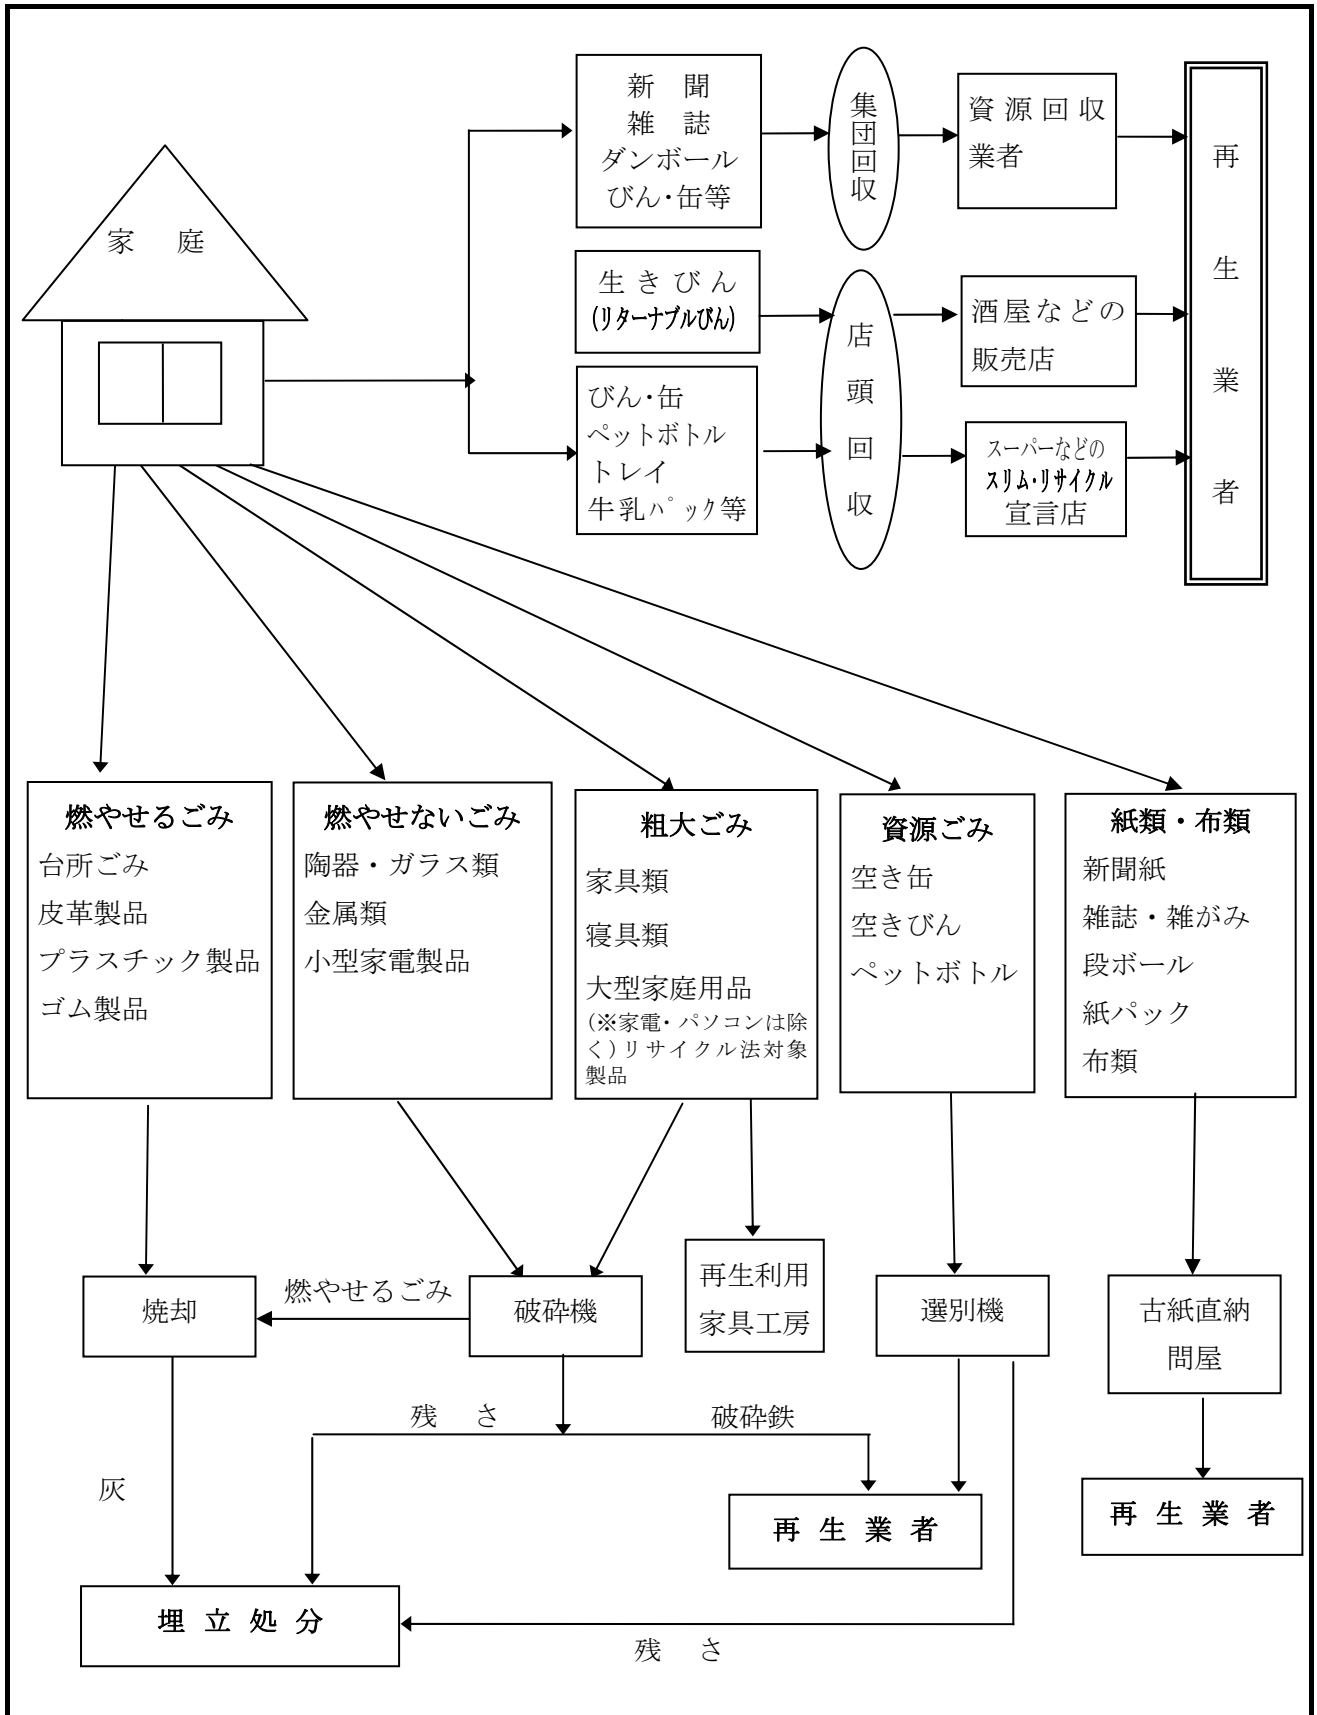 家　庭
新　聞
雑　誌
ダンボール
びん・缶等
集団回収
資源回収
業者
再生業者
生きびん
(リターナブルびん)
店頭回収
酒屋などの
販売店
びん・缶
ペットボトル
トレイ
牛乳パック等
スーパーなどの
スリム・リサイクル
宣言店
燃やせるごみ
台所ごみ
皮革製品
プラスチック製品
ゴム製品
燃やせないごみ
陶器・ガラス類
金属類
小型家電製品
粗大ごみ
家具類
寝具類
大型家庭用品
(※家電・パソコンは除
く)リサイクル法対象
製品
資源ごみ
空き缶
空きびん
ペットボトル
紙類・布類
新聞紙
雑誌・雑がみ
段ボール
紙パック
布類
焼却
燃やせるごみ
破砕機
再生利用
家具工房
選別機
古紙直納
問屋
残　さ
破砕鉄
灰
再生業者
再生業者
埋立処分
残　さ